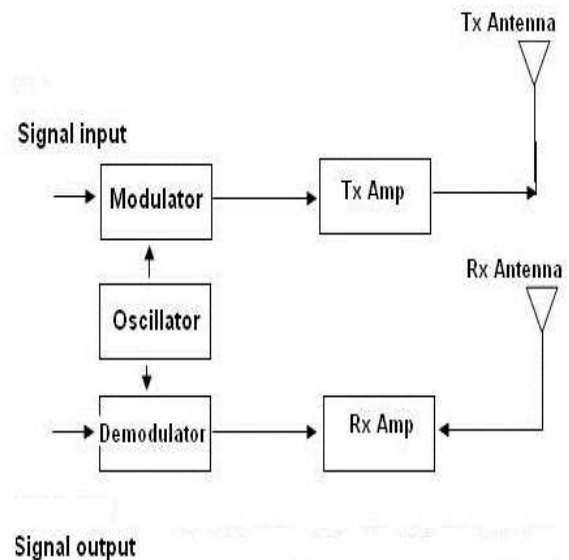 Tx Antenna
Signal input
Modulator
Tx Amp
Rx Antenna
Oscillator
Demodulator
Rx Amp
Signal output